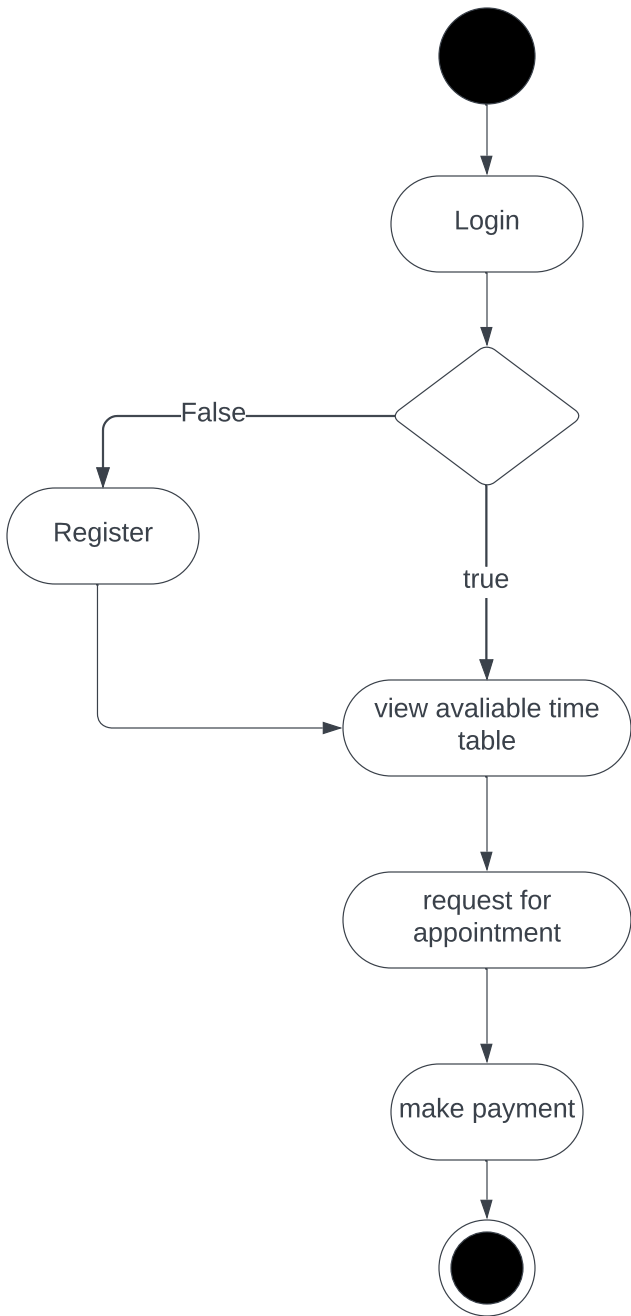 Login
False
Register
true
view avaliable time
table
request for
appointment
make payment